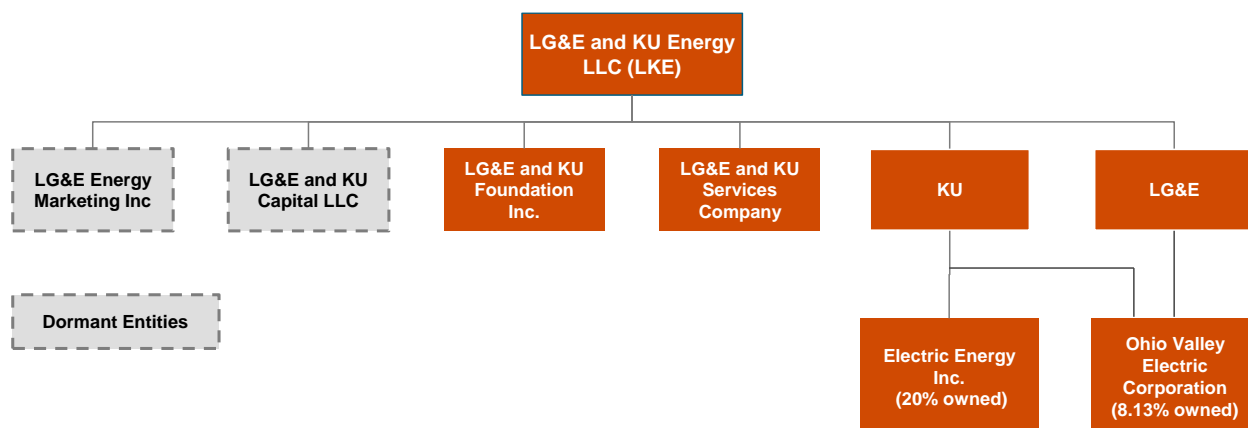 LG&E and KU Energy
LLC (LKE)
LG&E Energy
Marketing Inc
LG&E and KU
Capital LLC
LG&E and KU
Foundation
Inc.
LG&E and KU
Services
Company
KU
LG&E
Dormant Entities
Electric Energy
Inc.
(20% owned)
Ohio Valley
Electric
Corporation
(8.13% owned)